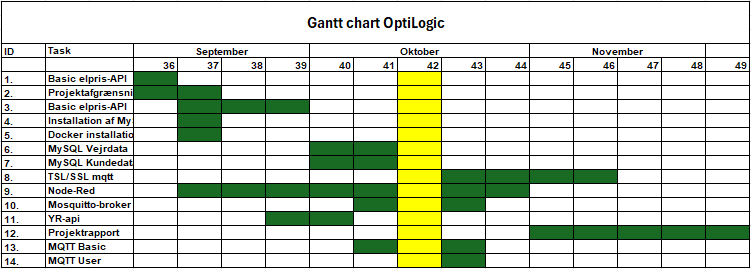 Gantt chart OptiLogic
ID Task September Oktober November
36 37 38 39 40 41 42 43 44 45 46 47 48 49
1. Basic elpris-API
2. Projektafgrænsni
3. Basic elpris-API
4. Installation af My
5. Docker installatio
6. MySQL Vejrdata
7. MySQL Kundedat
8. TSL/SSL mqtt
9. Node-Red
10. Mosquitto-broker
11. YR-api
12. Projektrapport
13. MQTT Basic
14. MQTT User